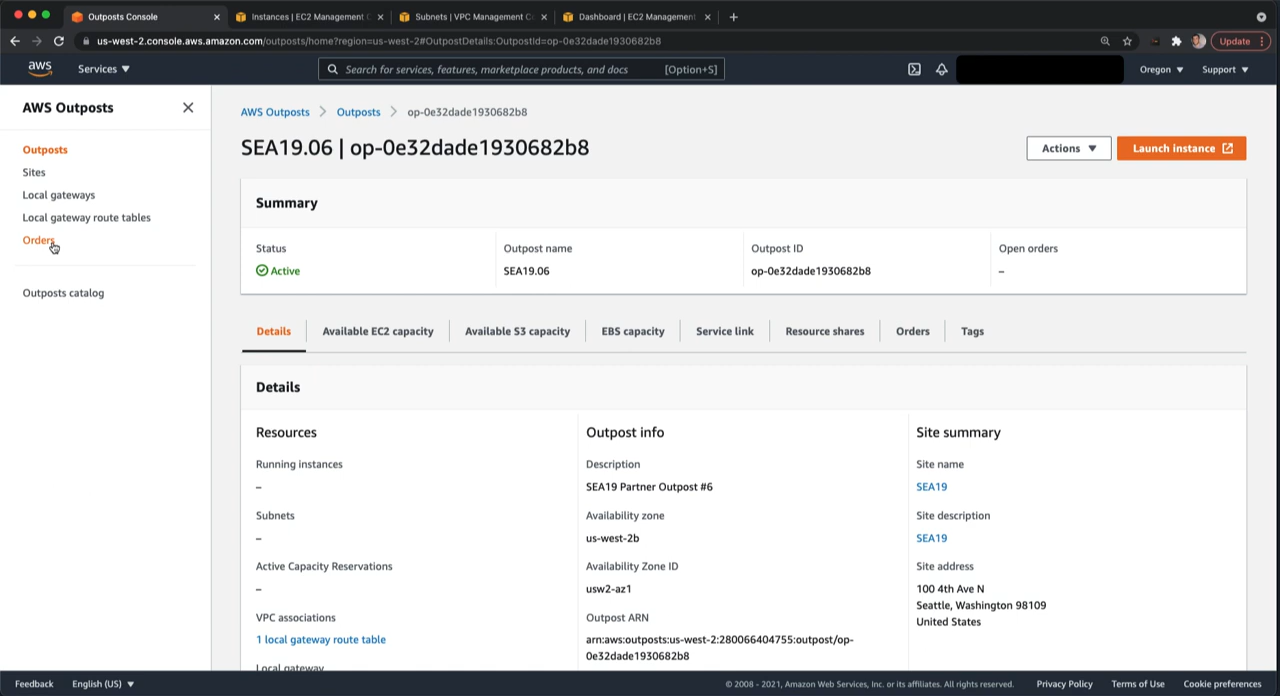 Outposts Console
Instances | EC2 Management C
Subnets | VPC Management C
Dashboard | EC2 Management
us-west-2.console.aws.amazon.com/outposts/home?region=us-west-2#OutpostDetails:OutpostId=op-0e32dade1930682b8
Update
aws
Services
Search for services, features, marketplace products, and docs
[Option+S]
Oregon
Support
AWS Outposts
Outposts
Sites
Local gateways
Local gateway route tables
Orders
Outposts catalog
AWS Outposts
Outposts
op-0e32dade1930682b8
SEA19.06 | op-0e32dade1930682b8
Actions
Launch instance
Summary
Status
Active
Outpost name
SEA19.06
Outpost ID
op-0e32dade1930682b8
Open orders
–
Details
Available EC2 capacity
Available S3 capacity
EBS capacity
Service link
Resource shares
Orders
Tags
Details
Resources
Running instances
–
Subnets
–
Active Capacity Reservations
–
VPC associations
1 local gateway route table
Local gateway
Outpost info
Description
SEA19 Partner Outpost #6
Availability zone
us-west-2b
Availability Zone ID
usw2-az1
Outpost ARN
arn:aws:outposts:us-west-2:280066404755:outpost/op-
0e32dade1930682b8
Site summary
Site name
SEA19
Site description
SEA19
Site address
100 4th Ave N
Seattle, Washington 98109
United States
Feedback
English (US)
© 2008 - 2021, Amazon Web Services, Inc. or its affiliates. All rights reserved.
Privacy Policy
Terms of Use
Cookie preferences